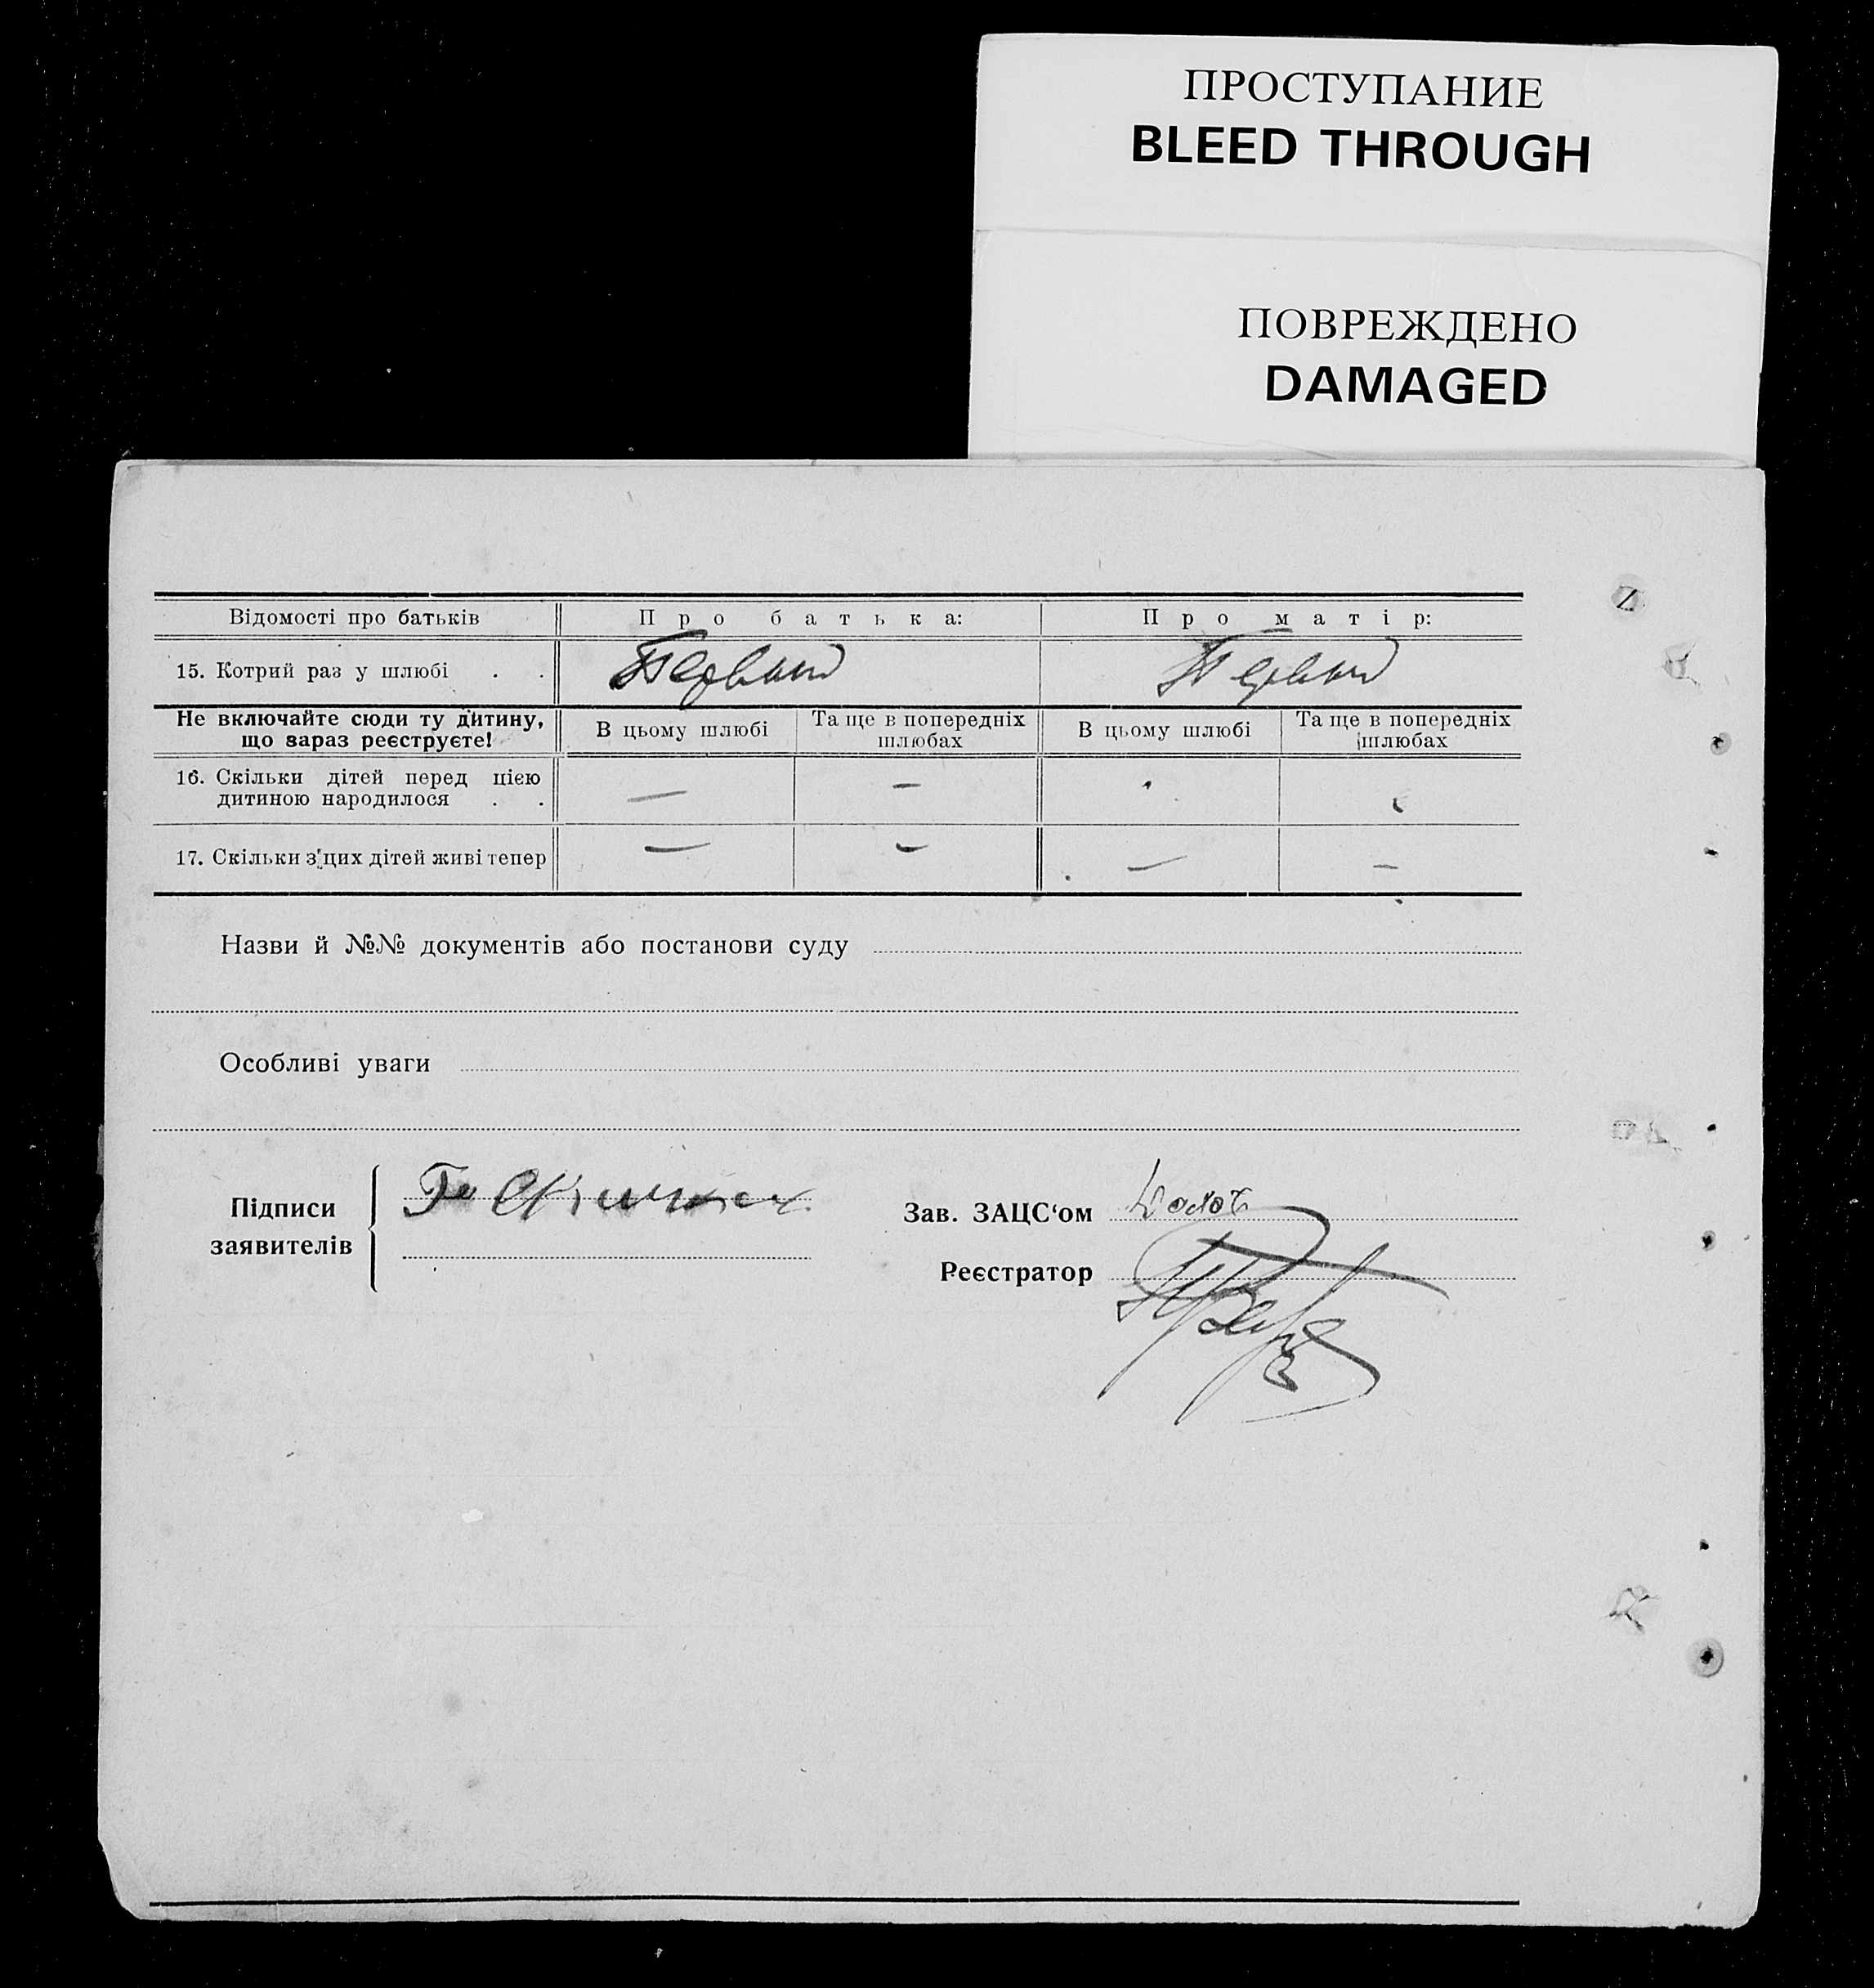 ПРОСТУПАНИЕ
BLEED THROUGH
ПОВРЕЖДЕНО
DAMAGED
Відомості про батьків Про батька: Про матір:
15. Котрий раз у шлюбі . . Первый Первый
Не включайте сюди ту дитину, що зараз реєструєте! В цьому шлюбі Та ще в попередніх шлюбах В цьому шлюбі Та ще в попередніх шлюбах
16. Скільки дітей перед цією
дитиною народилося . . — —
17. Скільки з цих дітей живі тепер — — — —
Назви й №№ документів або постанови суду
Особливі уваги
Підписи
заявителів
Зав. ЗАЦС‘ом
Реєстратор